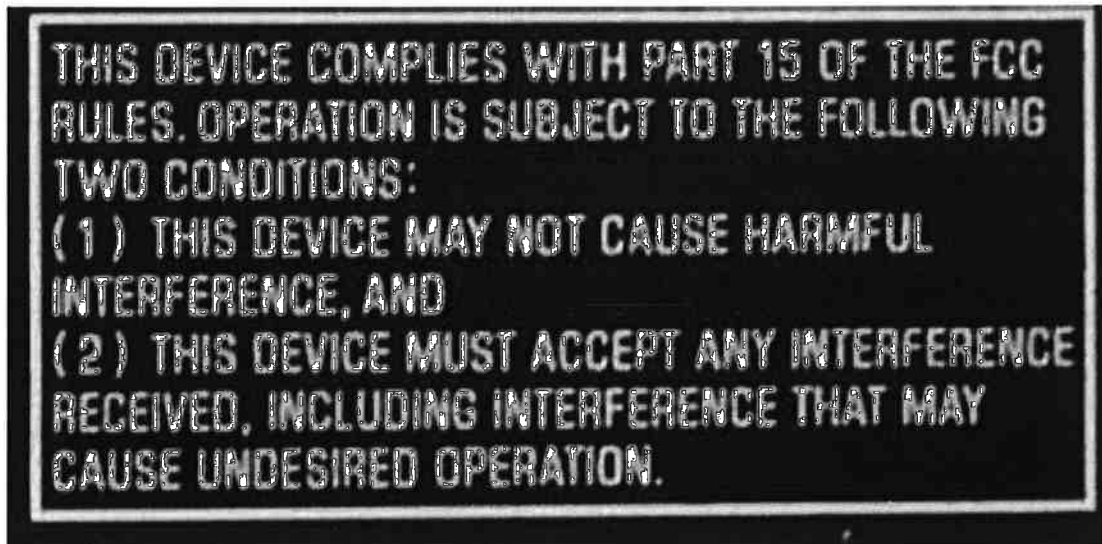 THIS DEVICE COMPLIES WITH PART 15 OF THE FCC
RULES. OPERATION IS SUBJECT TO THE FOLLOWING
TWO CONDITIONS:
(1) THIS DEVICE MAY NOT CAUSE HARMFUL
INTERFERENCE, AND
(2) THIS DEVICE MUST ACCEPT ANY INTERFERENCE
RECEIVED, INCLUDING INTERFERENCE THAT MAY
CAUSE UNDESIRED OPERATION.